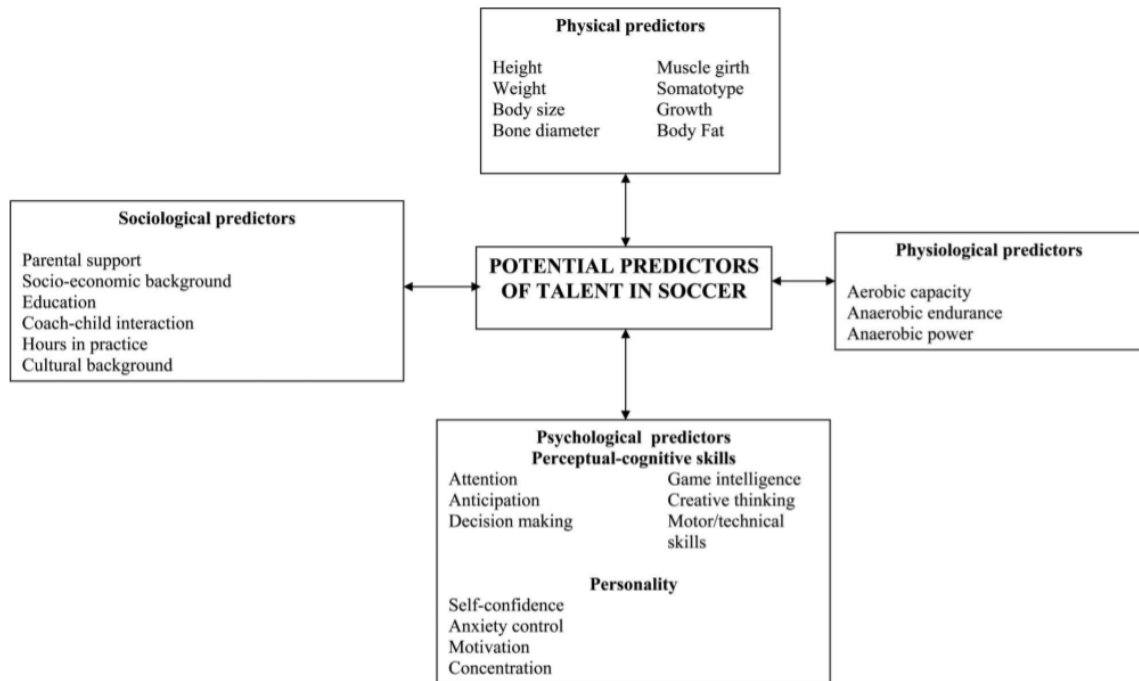 Physical predictors
Height Muscle girth
Weight Somatotype
Body size Growth
Bone diameter Body Fat
Sociological predictors
Parental support
Socio-economic background
Education
Coach-child interaction
Hours in practice
Cultural background
POTENTIAL PREDICTORS
OF TALENT IN SOCCER
Physiological predictors
Aerobic capacity
Anaerobic endurance
Anaerobic power
Psychological predictors
Perceptual-cognitive skills
Attention Game intelligence
Anticipation Creative thinking
Decision making Motor/technical
skills
Personality
Self-confidence
Anxiety control
Motivation
Concentration